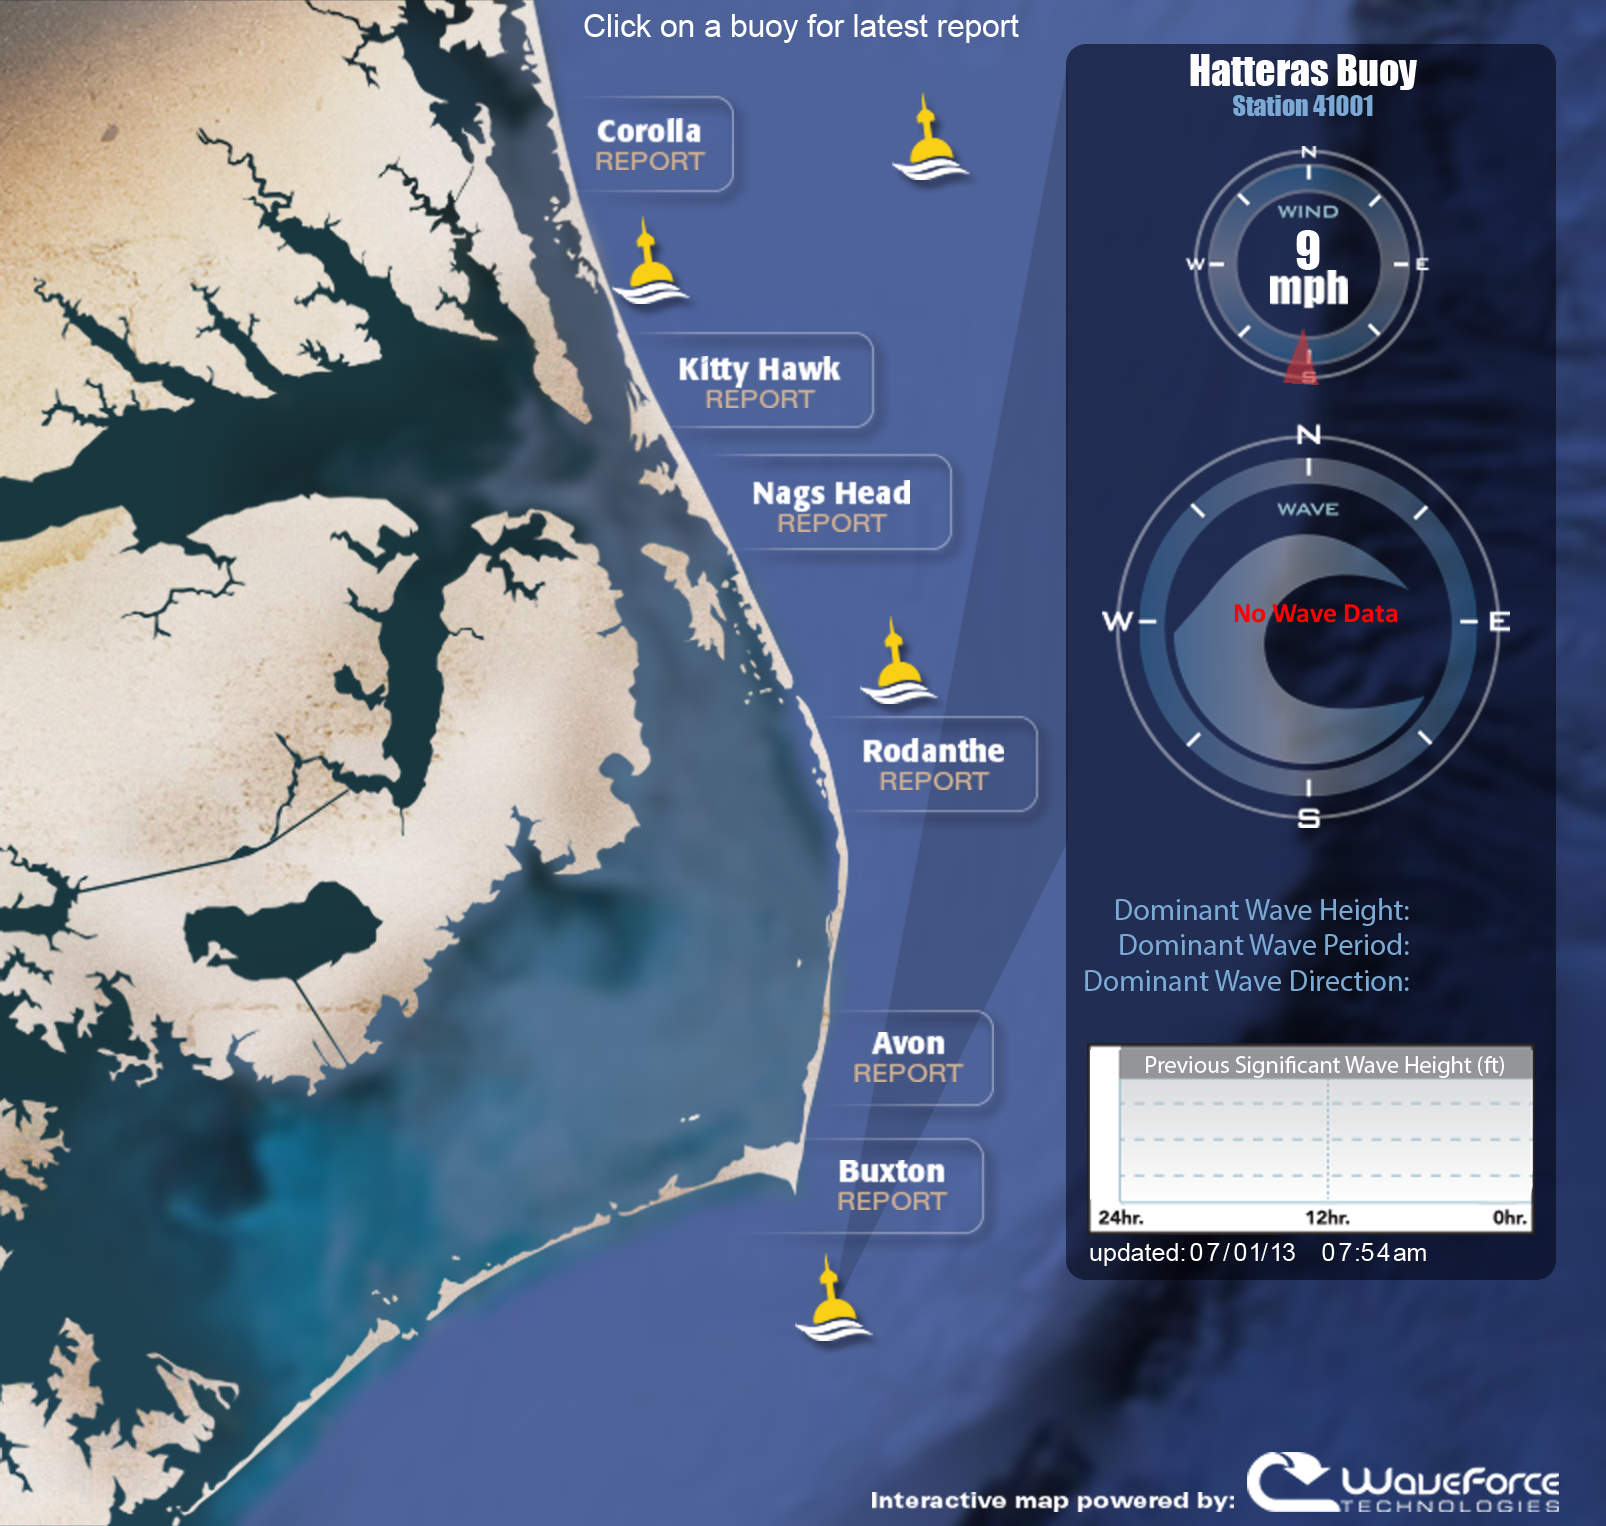 Click on a buoy for latest report
Corolla
REPORT
Kitty Hawk
REPORT
Nags Head
REPORT
Rodanthe
REPORT
Avon
REPORT
Buxton
REPORT
Hatteras Buoy
Station 41001
N
WIND
9
mph
W
E
S
N
WAVE
No Wave Data
W
E
S
Dominant Wave Height:
Dominant Wave Period:
Dominant Wave Direction:
Previous Significant Wave Height (ft)
24hr. 12hr. 0hr.
updated: 07/01/13 07:54am
Interactive map powered by:
WaveForce
TECHNOLOGIES